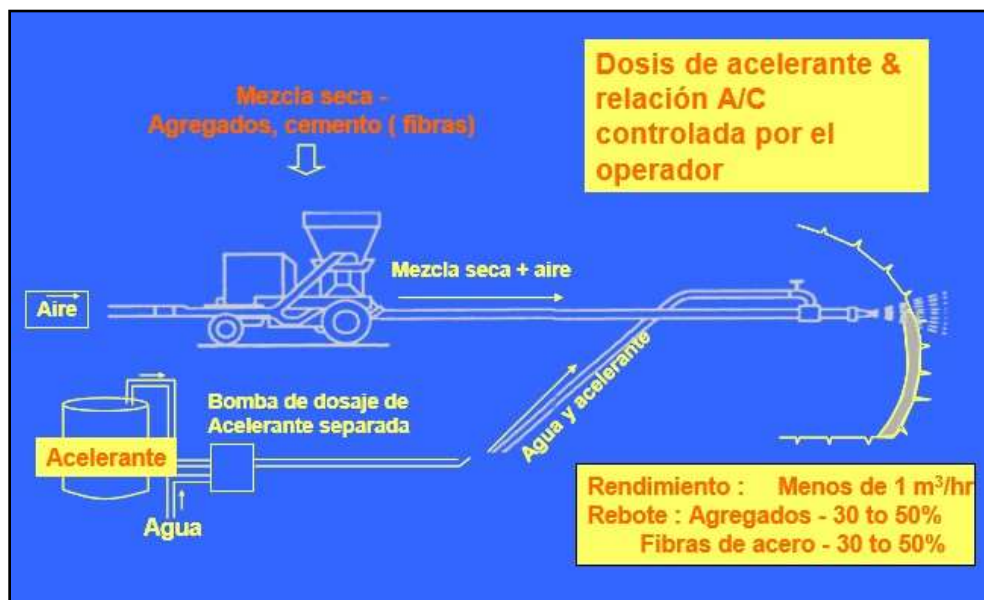 Mezcla seca -
Agregados, cemento ( fibras)
Dosis de acelerante &
relación A/C
controlada por el
operador
Mezcla seca + aire
Aire
Agua y acelerante
Bomba de dosaje de
Acelerante separada
Acelerante
Agua
Rendimiento : Menos de 1 m³/hr
Rebote : Agregados - 30 to 50%
Fibras de acero - 30 to 50%